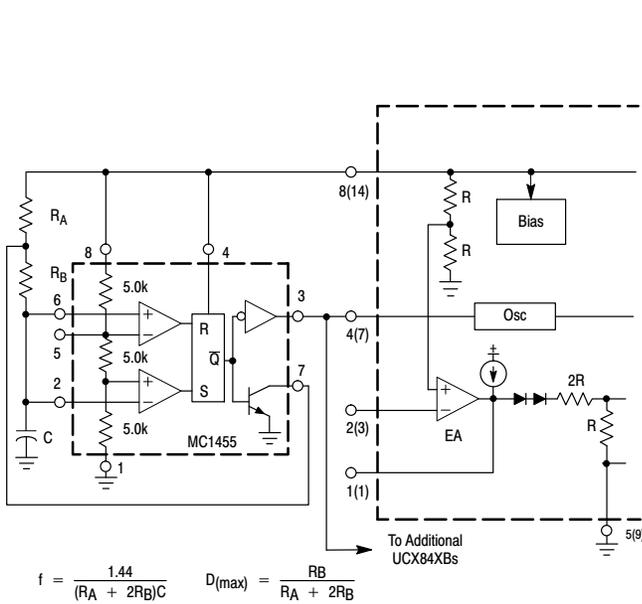 8(14)
R
R
Bias
RA
RB
8
4
6
5.0k
3
R
5
5.0k
Q
7
2
S
5.0k
MC1455
C
1
4(7)
Osc
2R
R
2(3)
EA
1(1)
5(9)
To Additional
UCX84XBs
f = 1.44 / (RA + 2RB)C
D(max) = RB / RA + 2RB